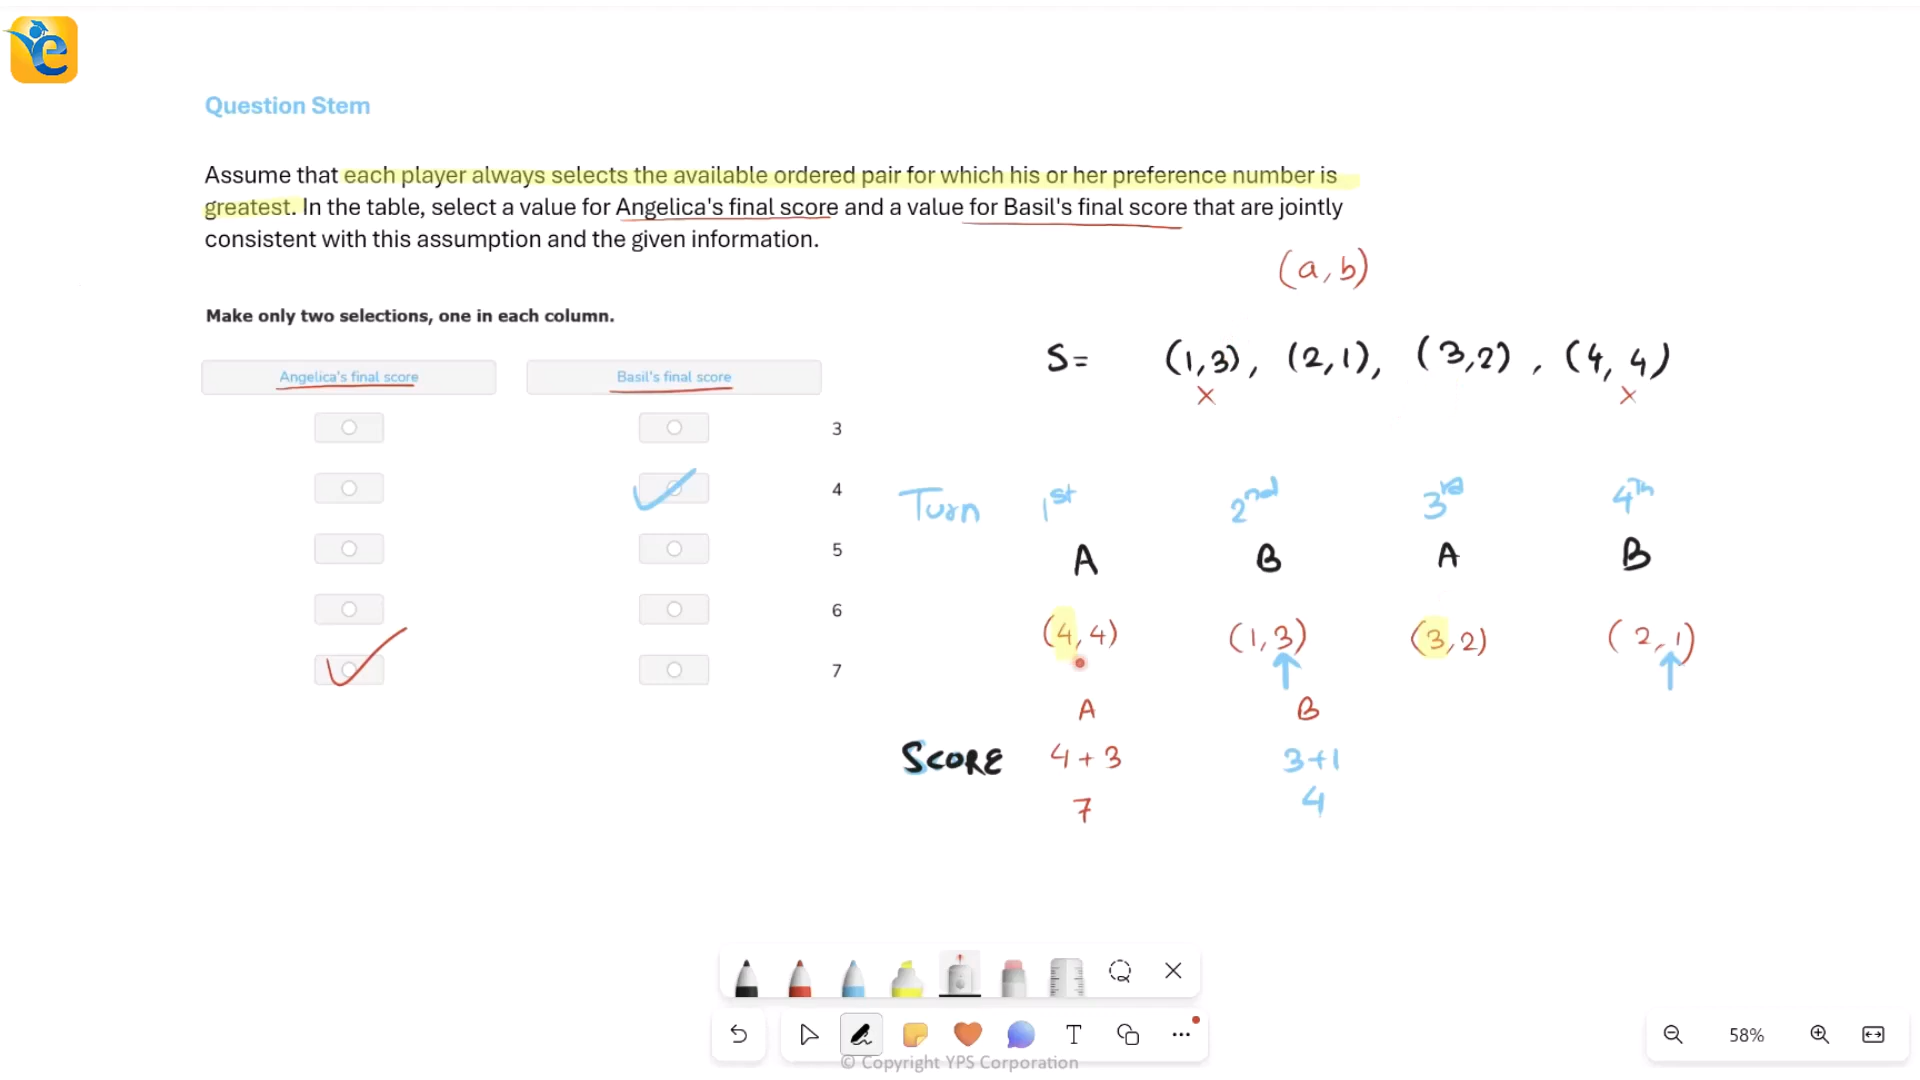 Question Stem
Assume that each player always selects the available ordered pair for which his or her preference number is
greatest. In the table, select a value for Angelica's final score and a value for Basil's final score that are jointly
consistent with this assumption and the given information.
(a, b)
Make only two selections, one in each column.
S= (1, 3), (2, 1), (3, 2), (4, 4)
x x
Angelica's final score Basil's final score
3
4
5
6
7
Turn 1st 2nd 3rd 4Th
A B A B
(4, 4) (1, 3) (3, 2) (2, 1)
A B
SCORE 4 + 3 3+1
7 4
58%
© Copyright YPS Corporation